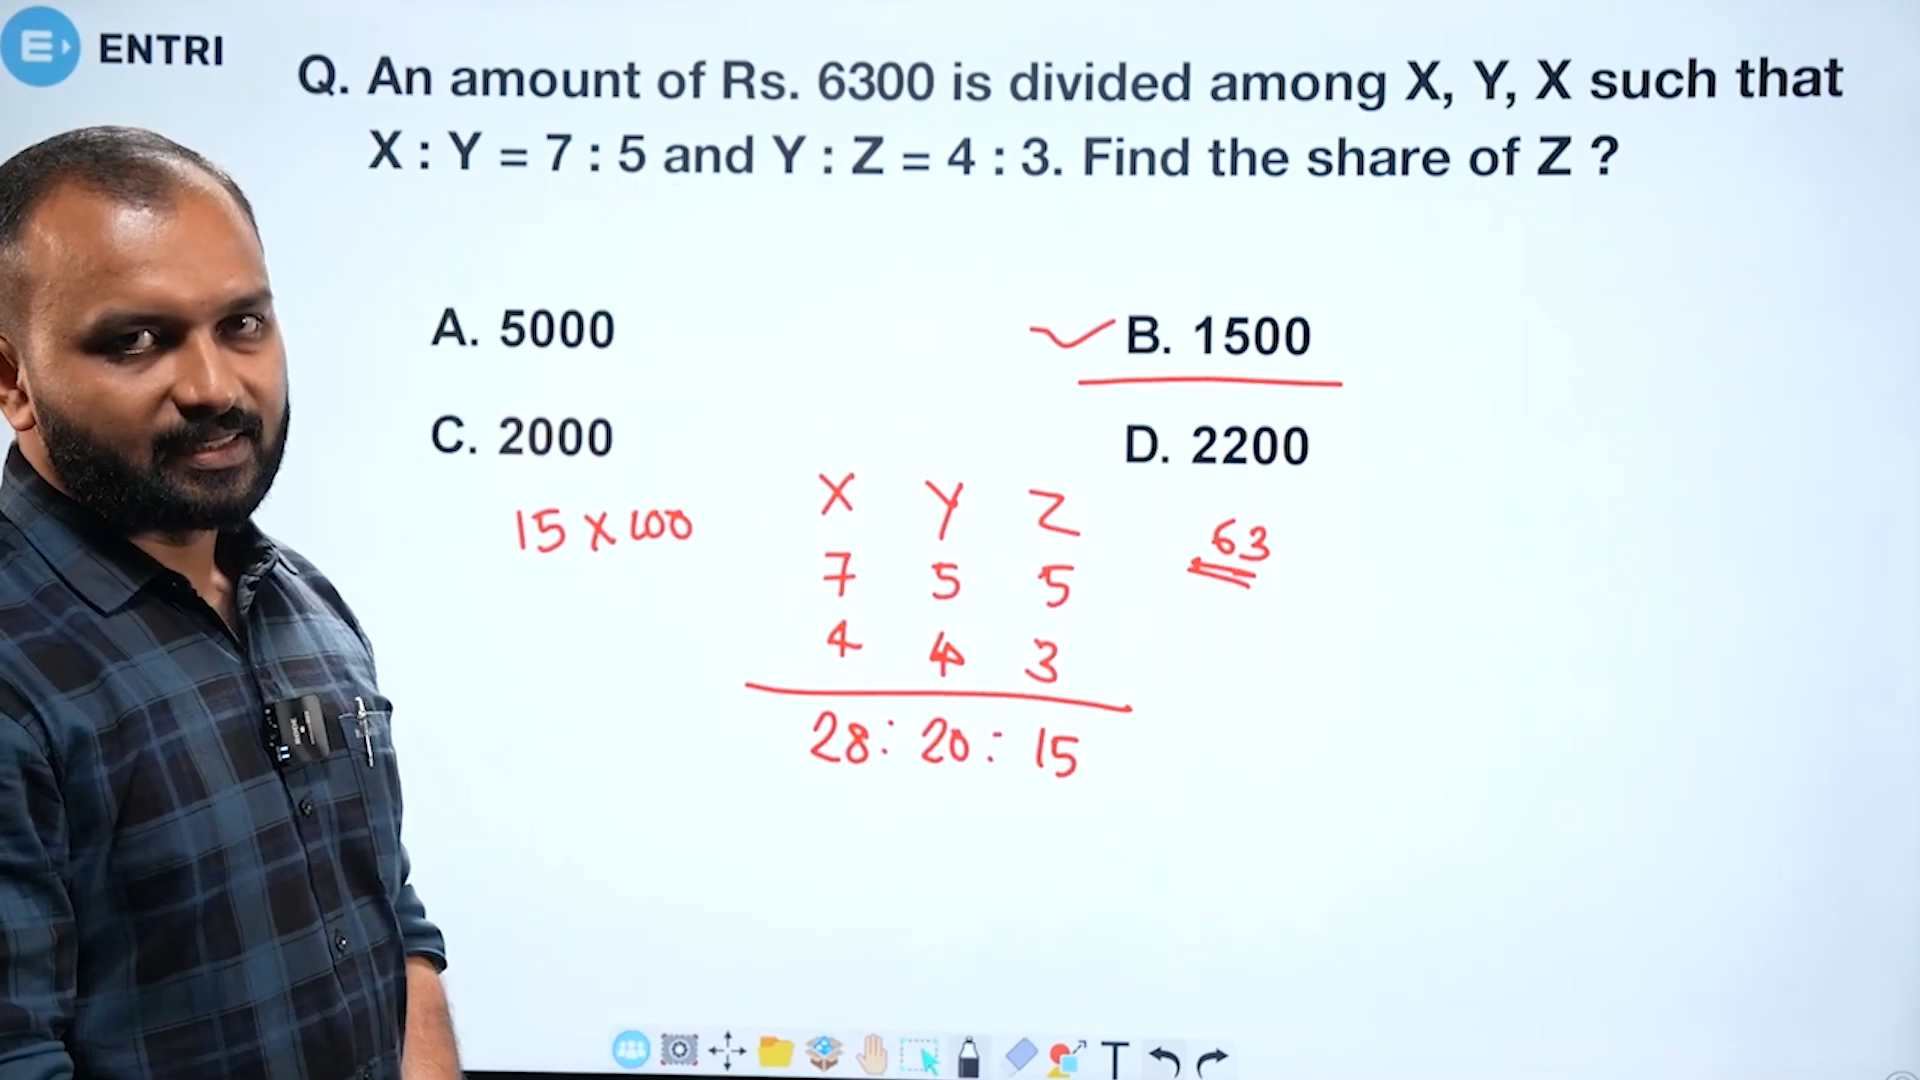 ENTRI
Q. An amount of Rs. 6300 is divided among X, Y, X such that
X : Y = 7 : 5 and Y : Z = 4 : 3. Find the share of Z ?
A. 5000
B. 1500
C. 2000
D. 2200
15 X 100
X Y Z
7 5 5
4 4 3
28 : 20 : 15
63